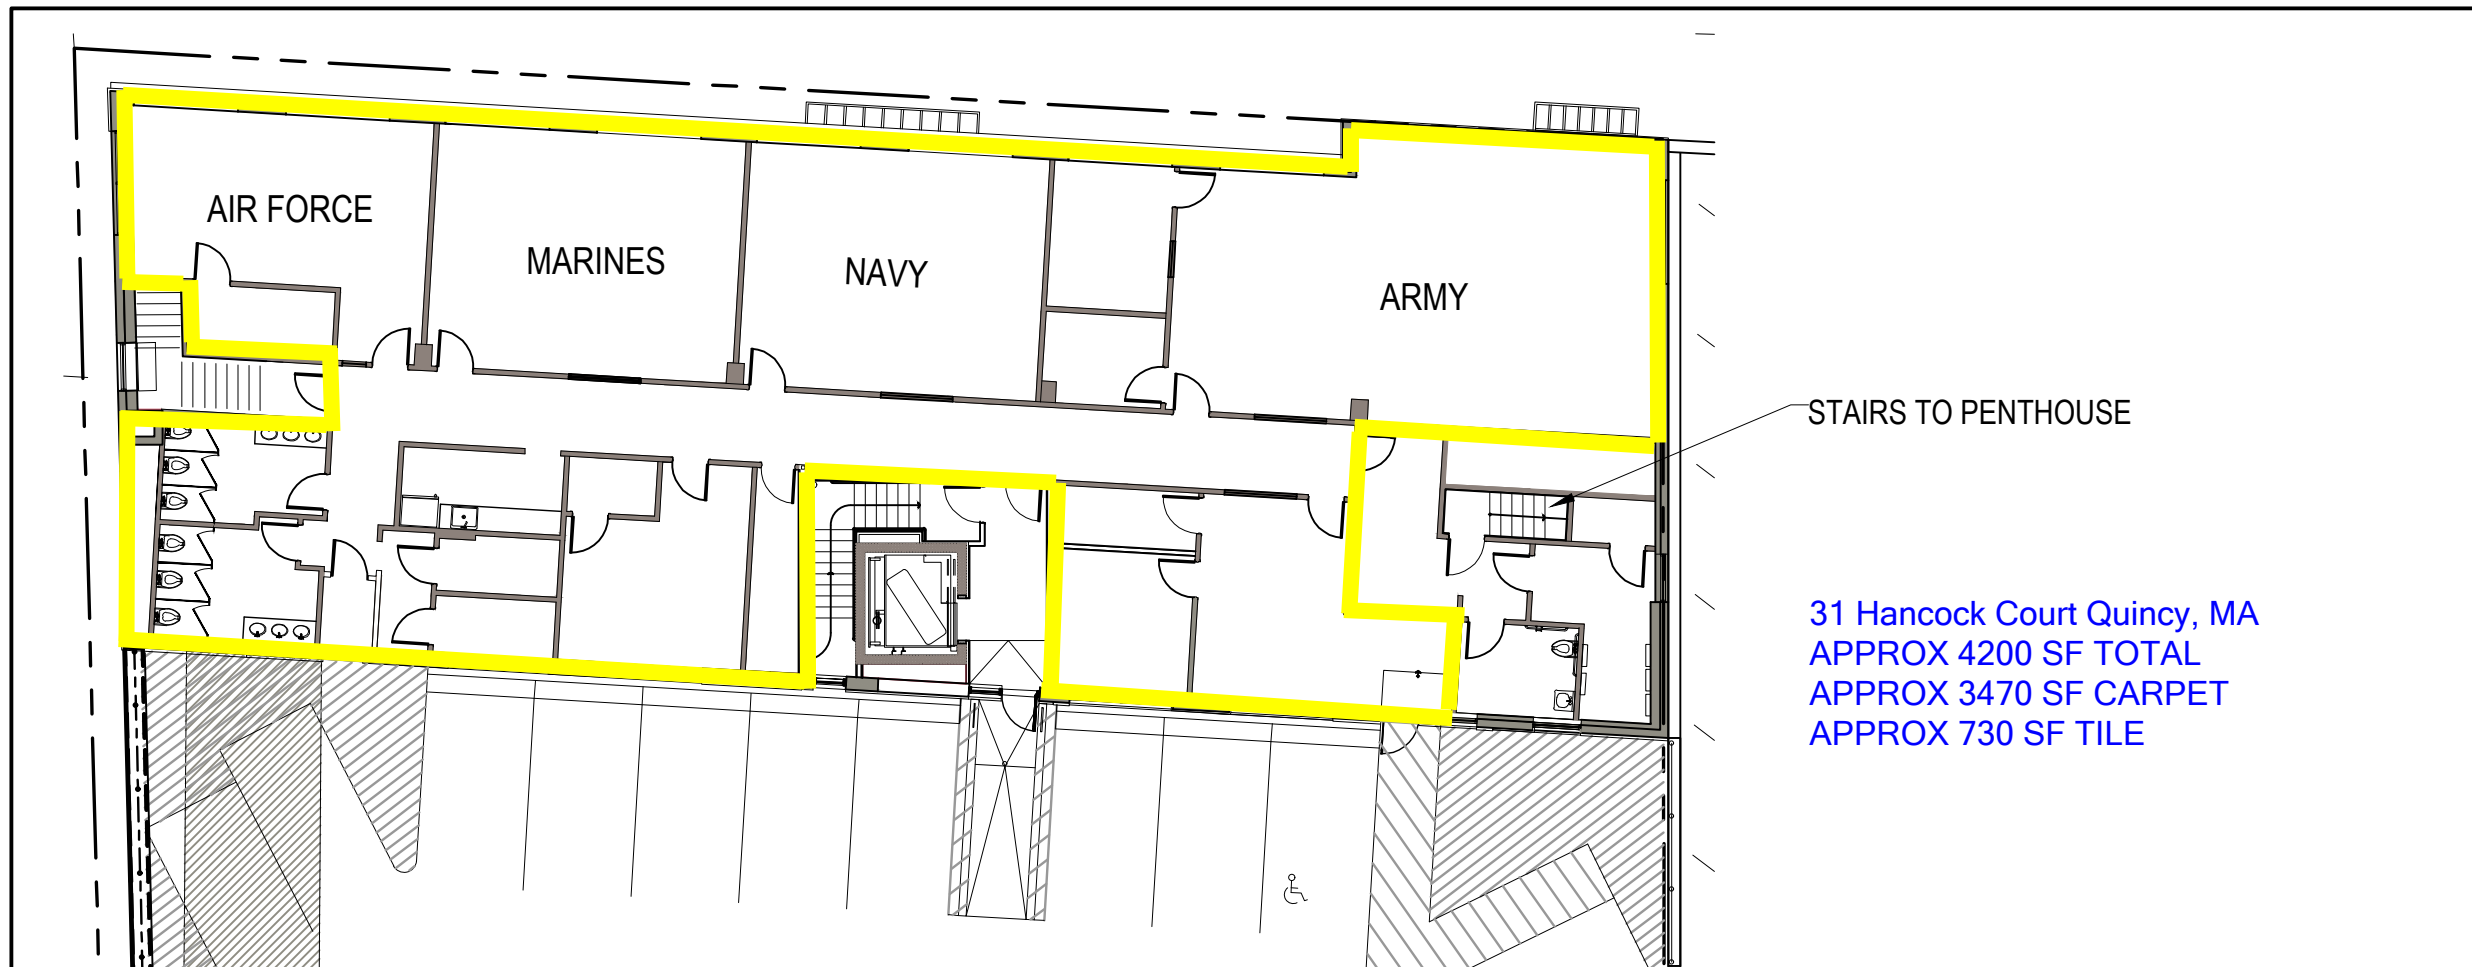 AIR FORCE
MARINES
NAVY
ARMY
STAIRS TO PENTHOUSE
31 Hancock Court Quincy, MA
APPROX 4200 SF TOTAL
APPROX 3470 SF CARPET
APPROX 730 SF TILE